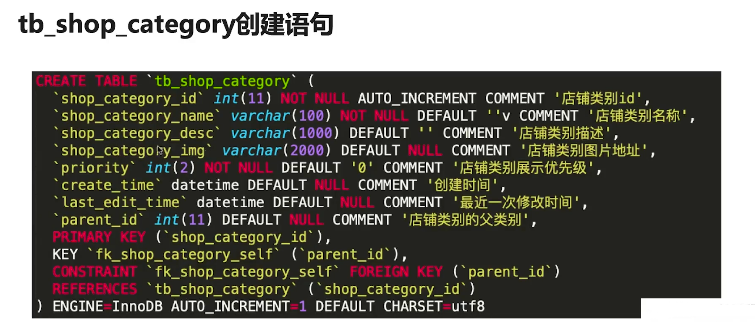 tb_shop_category创建语句
CREATE TABLE `tb_shop_category` (
`shop_category_id` int(11) NOT NULL AUTO_INCREMENT COMMENT '店铺类别id',
`shop_category_name` varchar(100) NOT NULL DEFAULT ''v COMMENT '店铺类别名称',
`shop_category_desc` varchar(1000) DEFAULT '' COMMENT '店铺类别描述',
`shop_category_img` varchar(2000) DEFAULT NULL COMMENT '店铺类别图片地址',
`priority` int(2) NOT NULL DEFAULT '0' COMMENT '店铺类别展示优先级',
`create_time` datetime DEFAULT NULL COMMENT '创建时间',
`last_edit_time` datetime DEFAULT NULL COMMENT '最近一次修改时间',
`parent_id` int(11) DEFAULT NULL COMMENT '店铺类别的父类别',
PRIMARY KEY (`shop_category_id`),
KEY `fk_shop_category_self` (`parent_id`),
CONSTRAINT `fk_shop_category_self` FOREIGN KEY (`parent_id`)
REFERENCES `tb_shop_category` (`shop_category_id`)
) ENGINE=InnoDB AUTO_INCREMENT=1 DEFAULT CHARSET=utf8